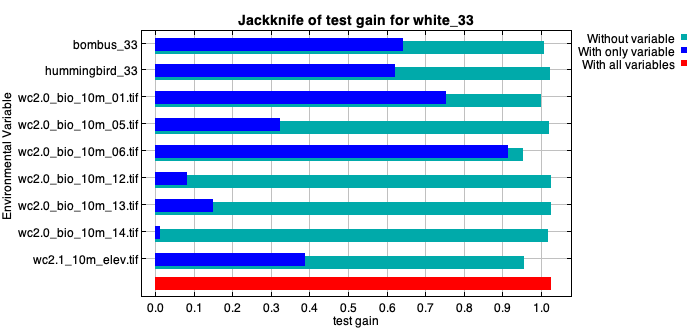 Jackknife of test gain for white_33
Without variable
With only variable
With all variables
Environmental Variable
bombus_33
hummingbird_33
wc2.0_bio_10m_01.tif
wc2.0_bio_10m_05.tif
wc2.0_bio_10m_06.tif
wc2.0_bio_10m_12.tif
wc2.0_bio_10m_13.tif
wc2.0_bio_10m_14.tif
wc2.1_10m_elev.tif
0.0 0.1 0.2 0.3 0.4 0.5 0.6 0.7 0.8 0.9 1.0
test gain